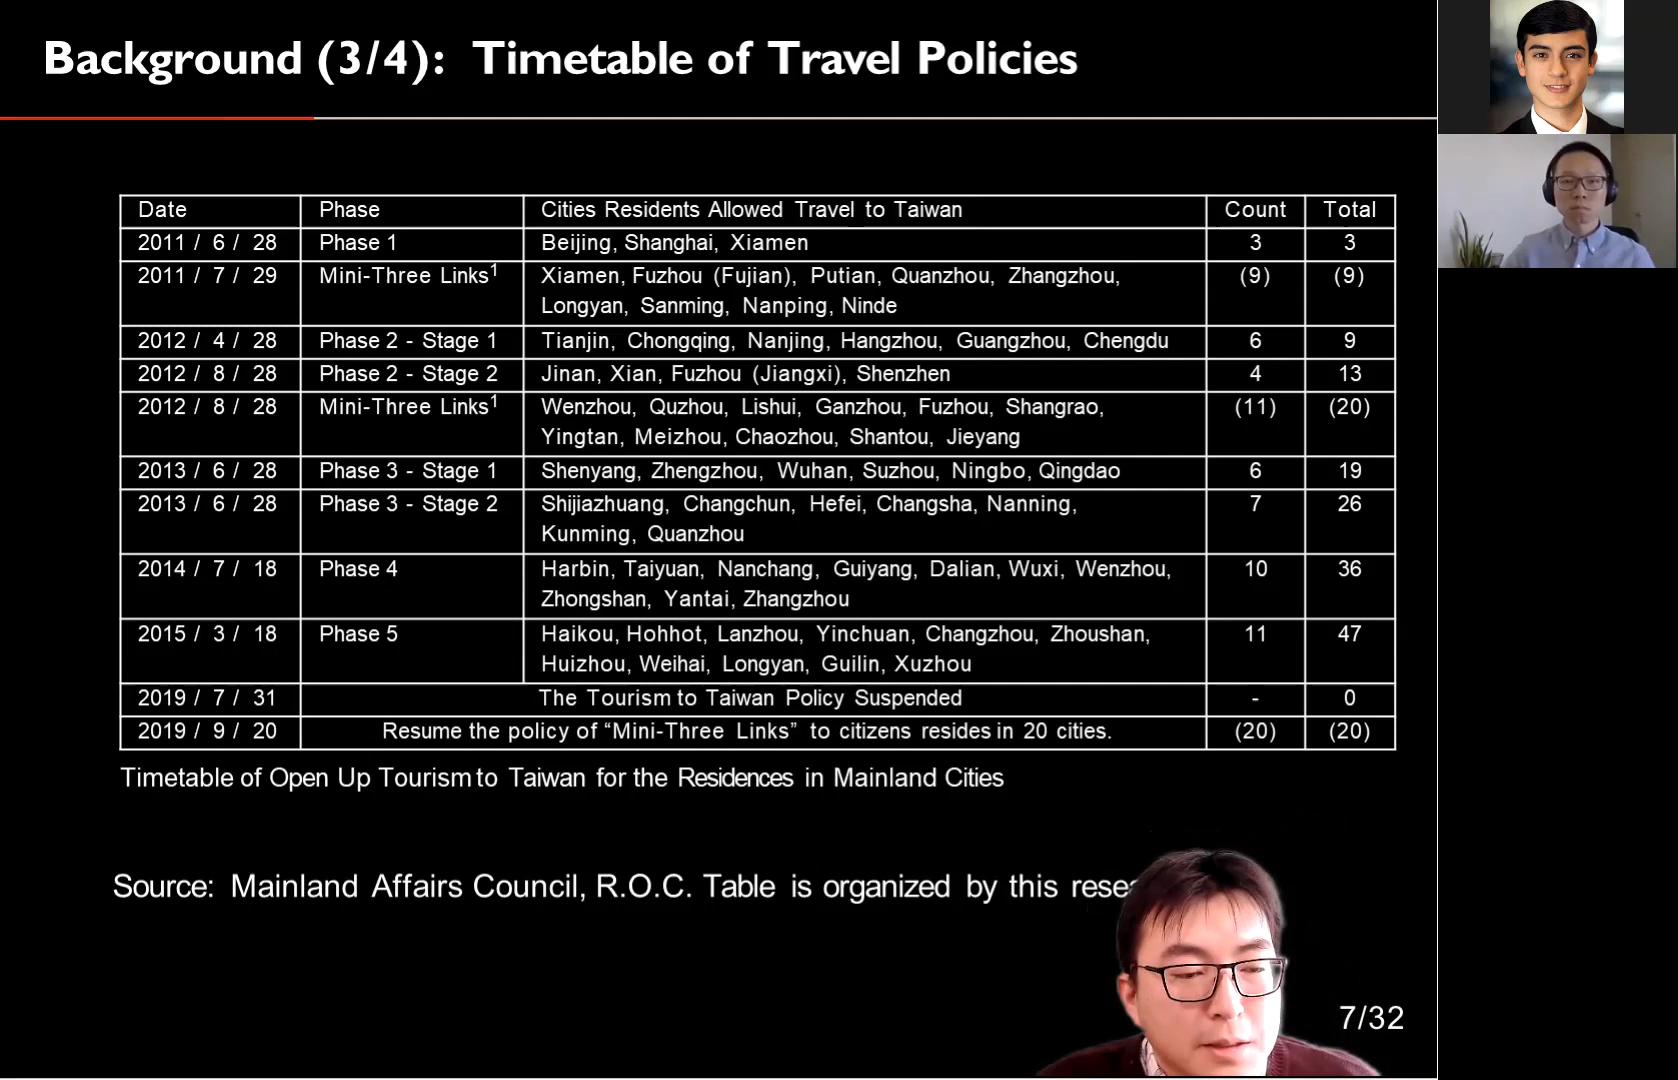 Background (3/4): Timetable of Travel Policies
Date Phase Cities Residents Allowed Travel to Taiwan Count Total
2011 / 6 / 28 Phase 1 Beijing, Shanghai, Xiamen 3 3
2011 / 7 / 29 Mini-Three Links1 Xiamen, Fuzhou (Fujian), Putian, Quanzhou, Zhangzhou, (9) (9)
Longyan, Sanming, Nanping, Ninde
2012 / 4 / 28 Phase 2 - Stage 1 Tianjin, Chongqing, Nanjing, Hangzhou, Guangzhou, Chengdu 6 9
2012 / 8 / 28 Phase 2 - Stage 2 Jinan, Xian, Fuzhou (Jiangxi), Shenzhen 4 13
2012 / 8 / 28 Mini-Three Links1 Wenzhou, Quzhou, Lishui, Ganzhou, Fuzhou, Shangrao, (11) (20)
Yingtan, Meizhou, Chaozhou, Shantou, Jieyang
2013 / 6 / 28 Phase 3 - Stage 1 Shenyang, Zhengzhou, Wuhan, Suzhou, Ningbo, Qingdao 6 19
2013 / 6 / 28 Phase 3 - Stage 2 Shijiazhuang, Changchun, Hefei, Changsha, Nanning, 7 26
Kunming, Quanzhou
2014 / 7 / 18 Phase 4 Harbin, Taiyuan, Nanchang, Guiyang, Dalian, Wuxi, Wenzhou, 10 36
Zhongshan, Yantai, Zhangzhou
2015 / 3 / 18 Phase 5 Haikou, Hohhot, Lanzhou, Yinchuan, Changzhou, Zhoushan, 11 47
Huizhou, Weihai, Longyan, Guilin, Xuzhou
2019 / 7 / 31 The Tourism to Taiwan Policy Suspended - 0
2019 / 9 / 20 Resume the policy of “Mini-Three Links” to citizens resides in 20 cities. (20) (20)
Timetable of Open Up Tourism to Taiwan for the Residences in Mainland Cities
Source: Mainland Affairs Council, R.O.C. Table is organized by this
7/32